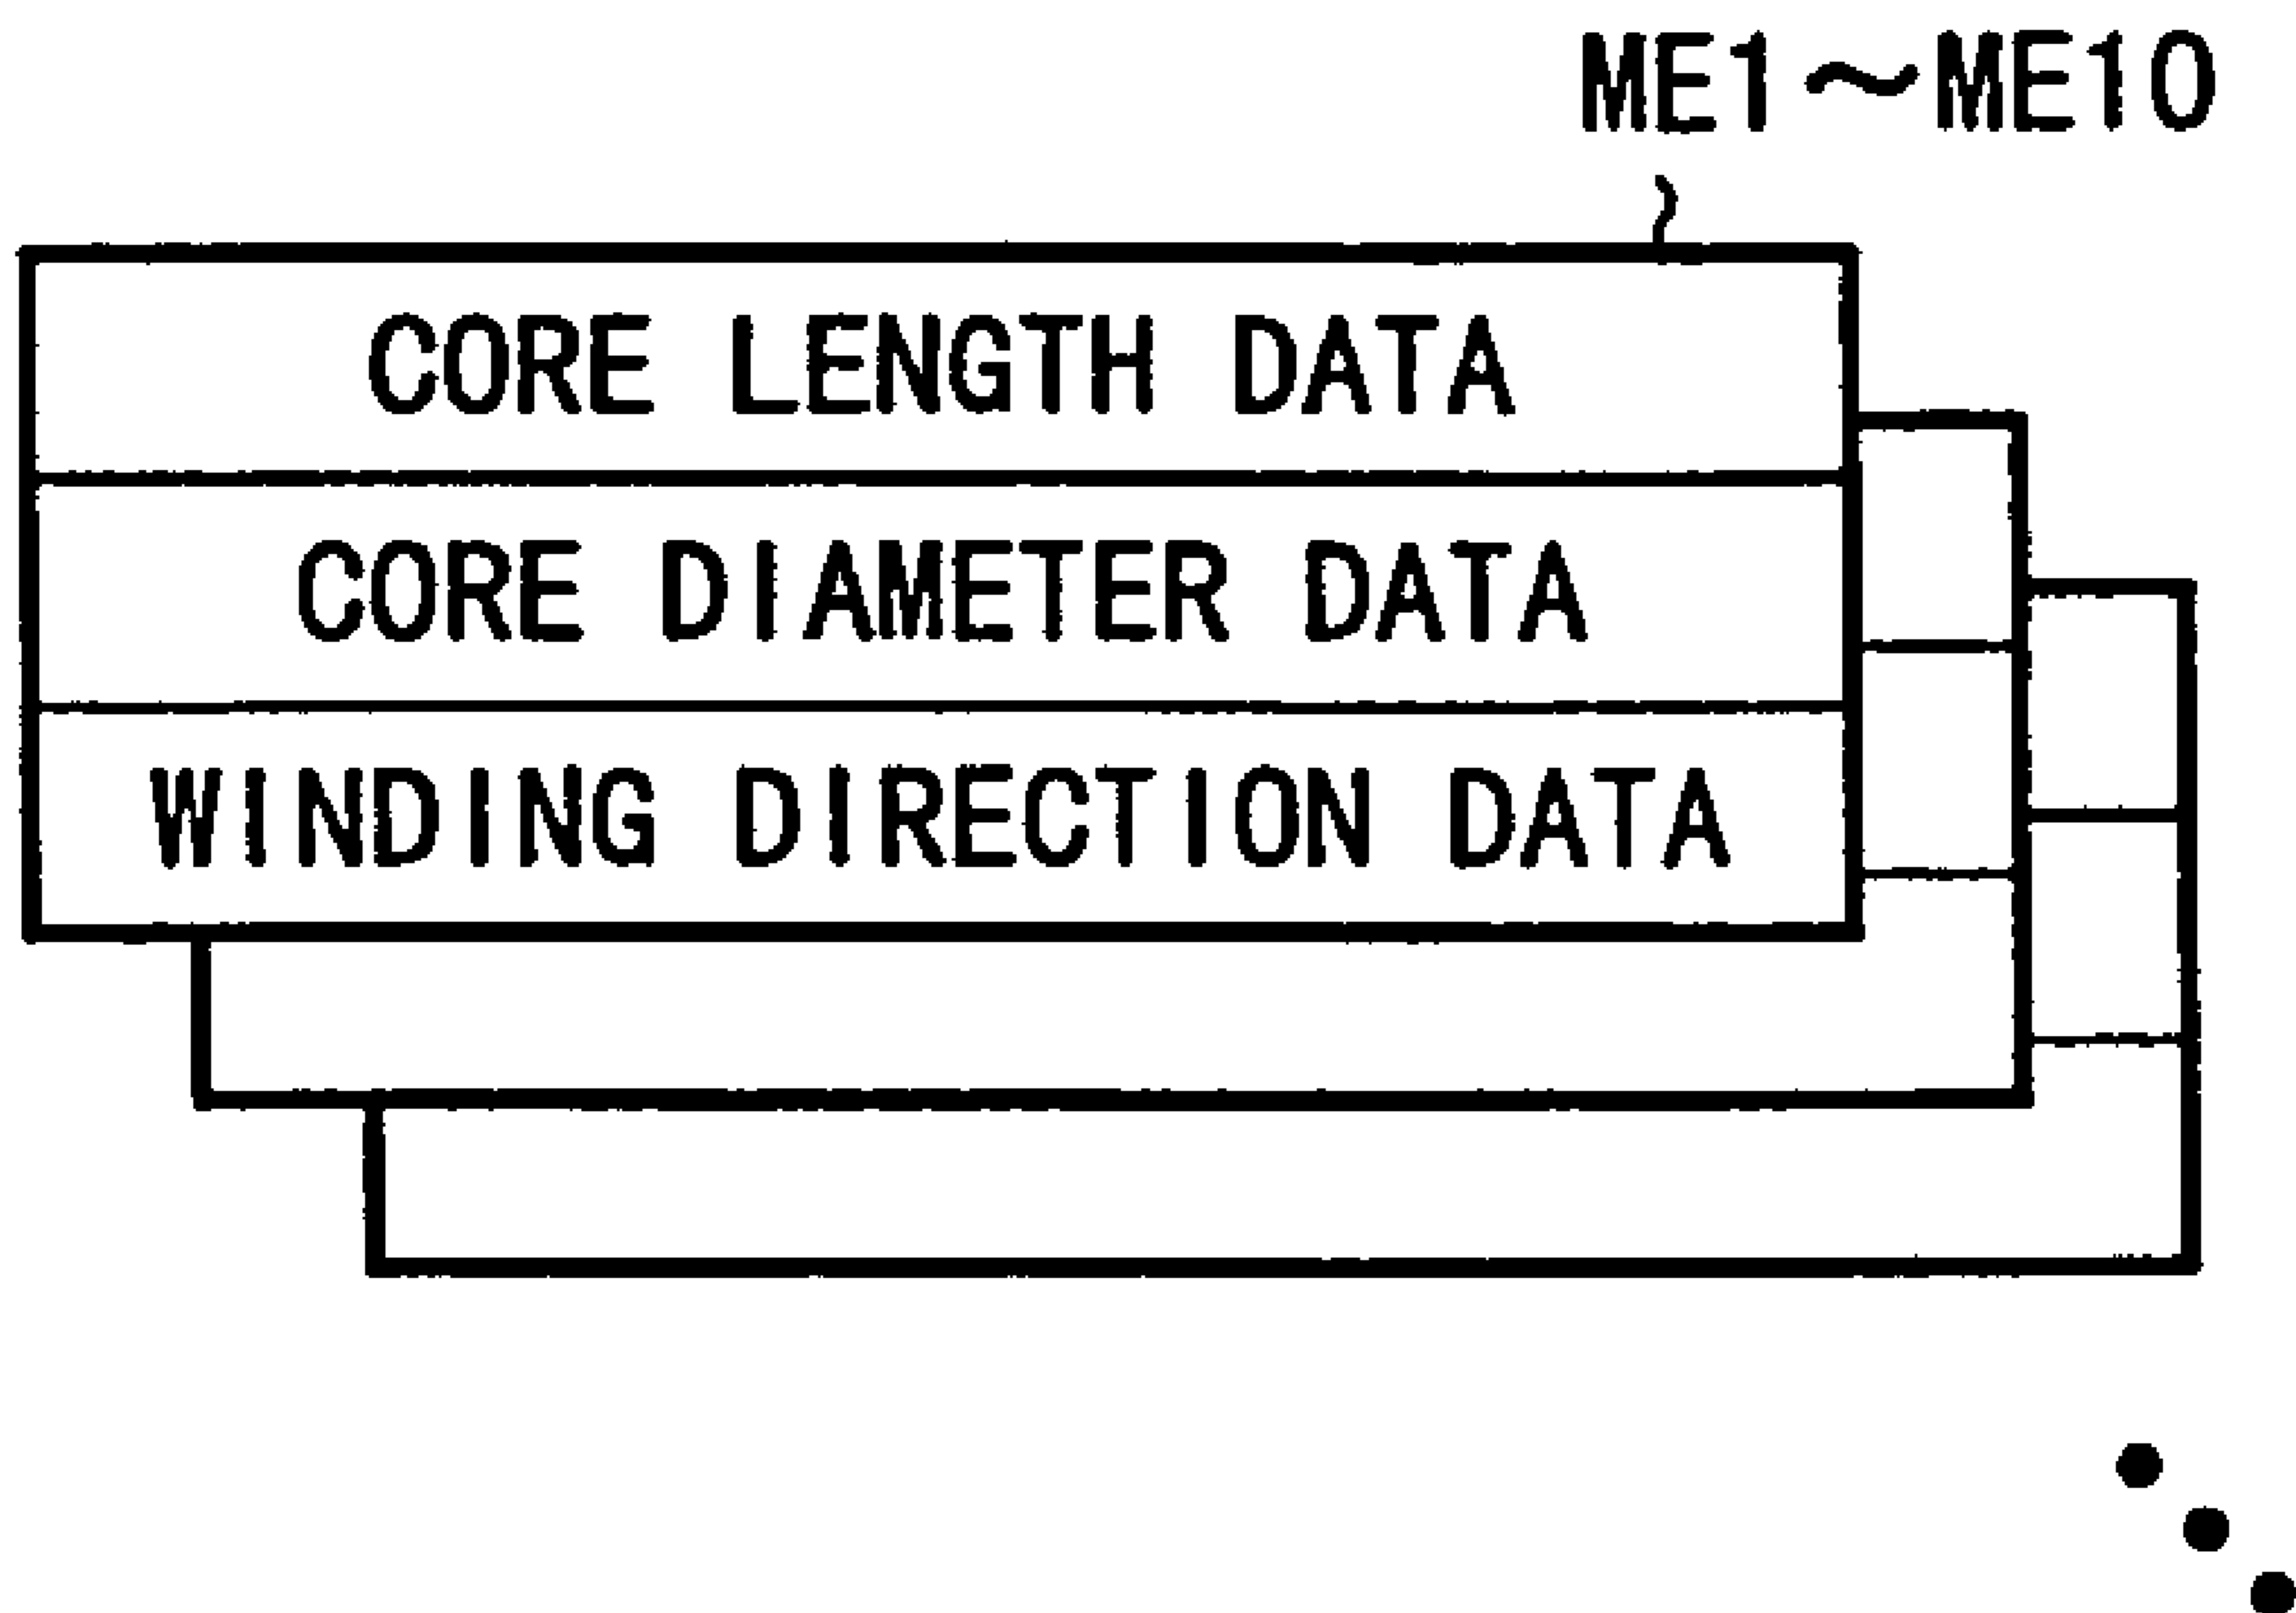 ME1~ME10
CORE LENGTH DATA
CORE DIAMETER DATA
WINDING DIRECTION DATA